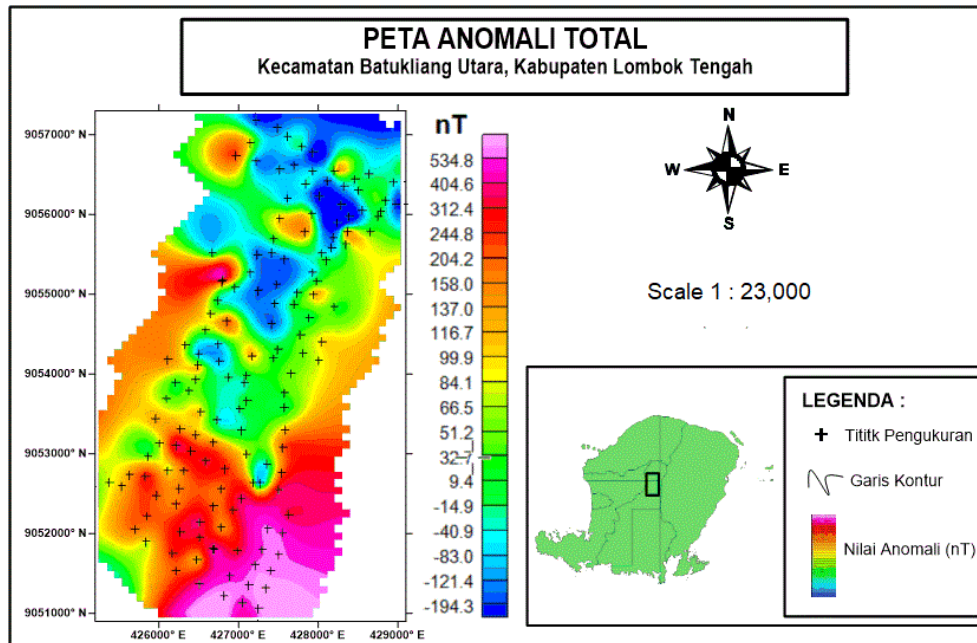 PETA ANOMALI TOTAL
Kecamatan Batukliang Utara, Kabupaten Lombok Tengah
9057000° N
9056000° N
9055000° N
9054000° N
9053000° N
9052000° N
9051000° N
426000° E
427000° E
428000° E
429000° E
nT
534.8
404.6
312.4
244.8
200.2
158.0
137.0
116.7
99.9
84.1
66.5
51.2
32.7
9.4
-14.9
-40.9
-83.0
-121.4
-194.3
N
W
E
S
Scale 1 : 23,000
LEGENDA :
Tititk Pengukuran
Garis Kontur
Nilai Anomali (nT)